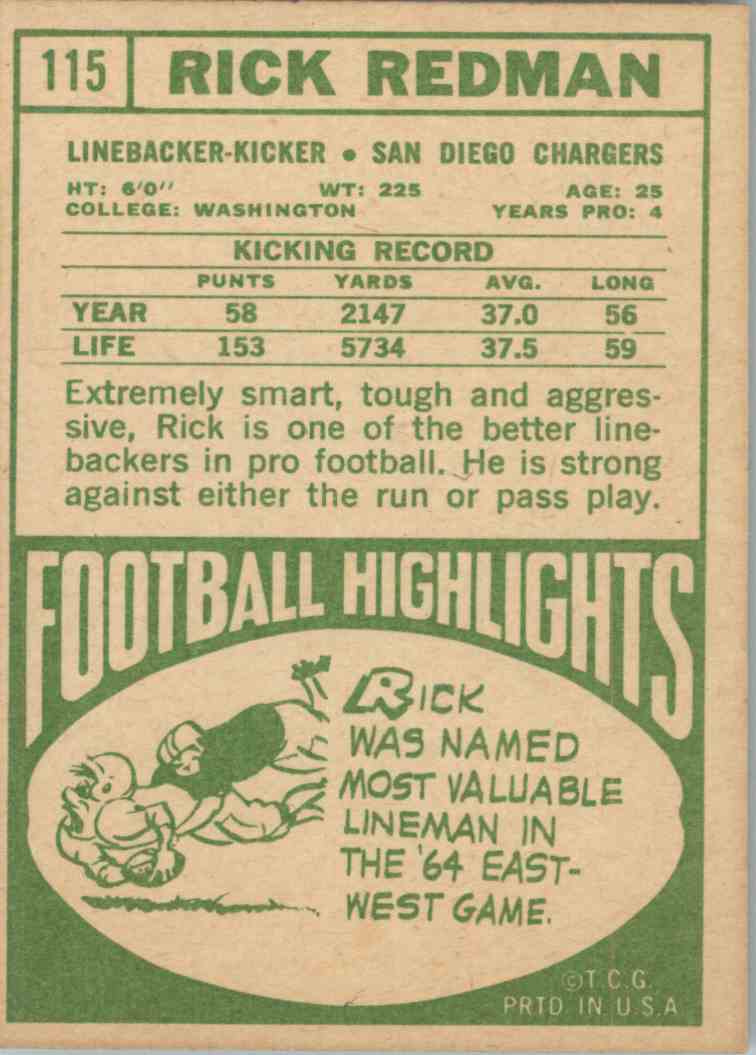 115 RICK REDMAN
LINEBACKER-KICKER • SAN DIEGO CHARGERS
HT: 6'0" WT: 225 AGE: 25
COLLEGE: WASHINGTON YEARS PRO: 4
KICKING RECORD
PUNTS YARDS AVG. LONG
YEAR 58 2147 37.0 56
LIFE 153 5734 37.5 59
Extremely smart, tough and aggres-
sive, Rick is one of the better line-
backers in pro football. He is strong
against either the run or pass play.
FOOTBALL HIGHLIGHTS
RICK
WAS NAMED
MOST VALUABLE
LINEMAN IN
THE '64 EAST-
WEST GAME.
©T.C.G.
PRTD IN U.S.A